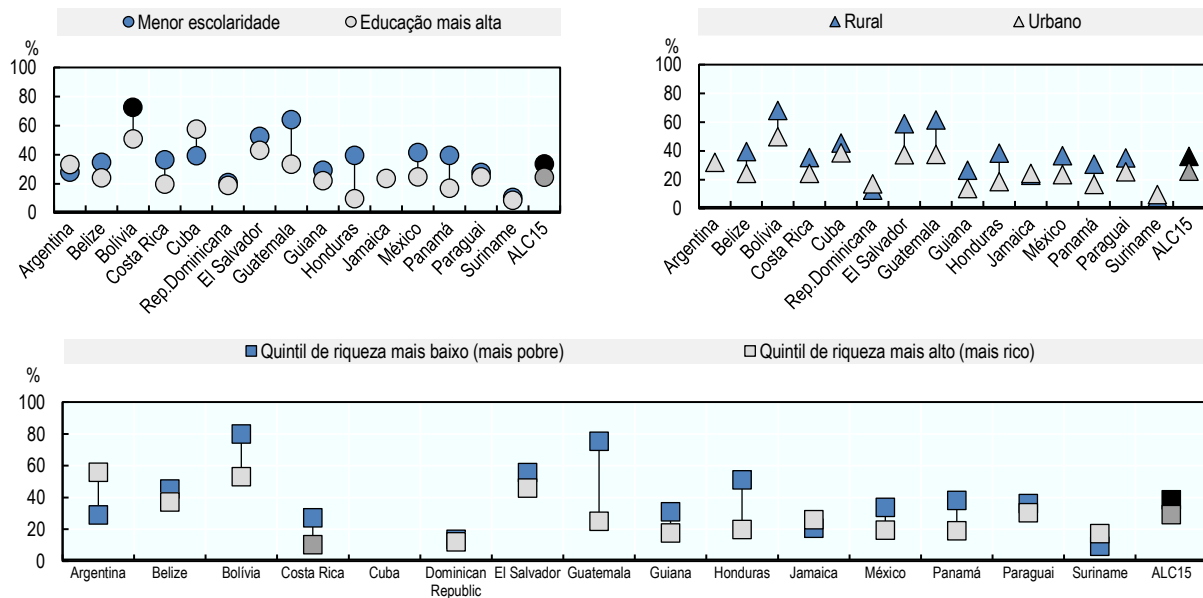 Menor escolaridade Educação mais alta
%
100
80
60
40
20
0
Argentina
Belize
Bolívia
Costa Rica
Cuba
Rep.Dominicana
El Salvador
Guatemala
Guiana
Honduras
Jamaica
México
Panamá
Paraguai
Suriname
ALC15
Rural Urbano
%
100
80
60
40
20
0
Argentina
Belize
Bolívia
Costa Rica
Cuba
Rep.Dominicana
El Salvador
Guatemala
Guiana
Honduras
Jamaica
México
Panamá
Paraguai
Suriname
ALC15
Quintil de riqueza mais baixo (mais pobre) Quintil de riqueza mais alto (mais rico)
%
100
80
60
40
20
0
Argentina Belize Bolívia Costa Rica Cuba Dominican El Salvador Guatemala Guiana Honduras Jamaica México Panamá Paraguai Suriname ALC15
Republic